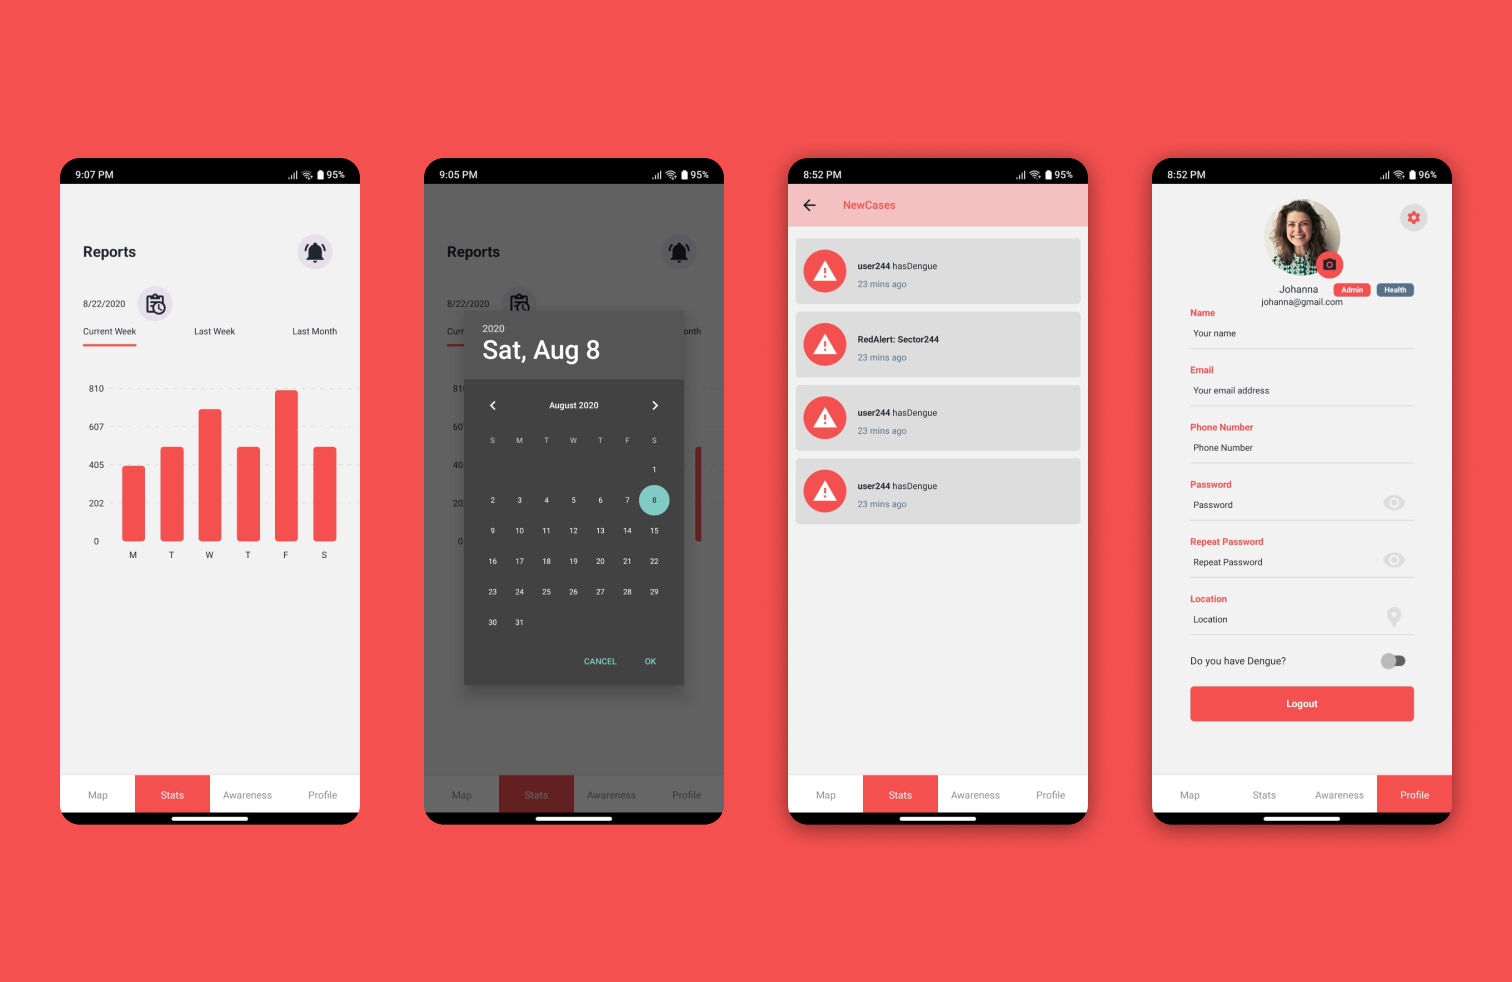 9:07 PM
95%
Reports
8/22/2020
Current Week Last Week Last Month
810
607
405
202
0
M T W T F S
Map Stats Awareness Profile
9:05 PM
95%
Reports
8/22/2020
Curr
onth
81
60
40
20
0
2020
Sat, Aug 8
August 2020
S M T W T F S
1
2 3 4 5 6 7 8
9 10 11 12 13 14 15
16 17 18 19 20 21 22
23 24 25 26 27 28 29
30 31
CANCEL OK
Map Stats Awareness Profile
8:52 PM
95%
NewCases
user244 hasDengue
23 mins ago
RedAlert: Sector244
23 mins ago
user244 hasDengue
23 mins ago
user244 hasDengue
23 mins ago
Map Stats Awareness Profile
8:52 PM
96%
Johanna Admin Health
johanna@gmail.com
Name
Your name
Email
Your email address
Phone Number
Phone Number
Password
Password
Repeat Password
Repeat Password
Location
Location
Do you have Dengue?
Logout
Map Stats Awareness Profile